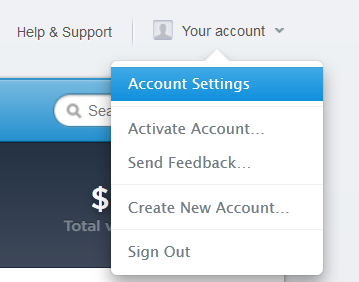 Help & Support
Your account
Account Settings
Sea
Activate Account…
Send Feedback…
$
Create New Account…
Total v
Sign Out